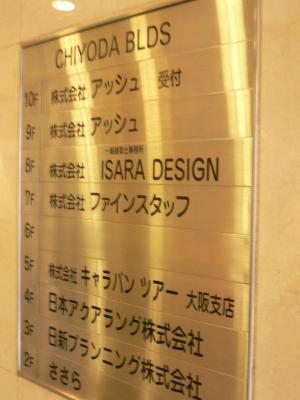 CHIYODA BLDS
10F 株式会社 アッシュ 受付
9F 株式会社 アッシュ
一級建築士事務所
8F 株式会社 ISARA DESIGN
7F 株式会社 ファインスタッフ
6F
5F 株式会社 キャラバン ツアー 大阪支店
4F 日本アクアラング株式会社
3F 日新プランニング株式会社
2F ささら